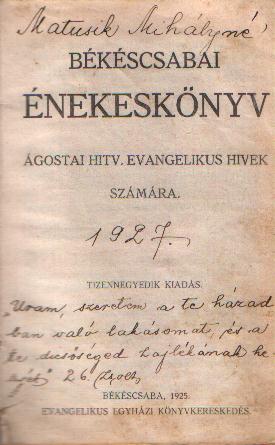 Matusik Mihályné
BÉKÉSCSABAI
ÉNEKESKÖNYV
ÁGOSTAI HITV. EVANGELIKUS HIVEK
SZÁMÁRA.
1927.
TIZENNEGYEDIK KIADÁS.
„Uram, szeretem a te házad
ban való lakásomat, és a
te dicsőséged hajlékának he
lyét" 26. (zsolt.)
BÉKÉSCSABA, 1925.
EVANGELIKUS EGYHÁZI KÖNYVKERESKEDÉS.